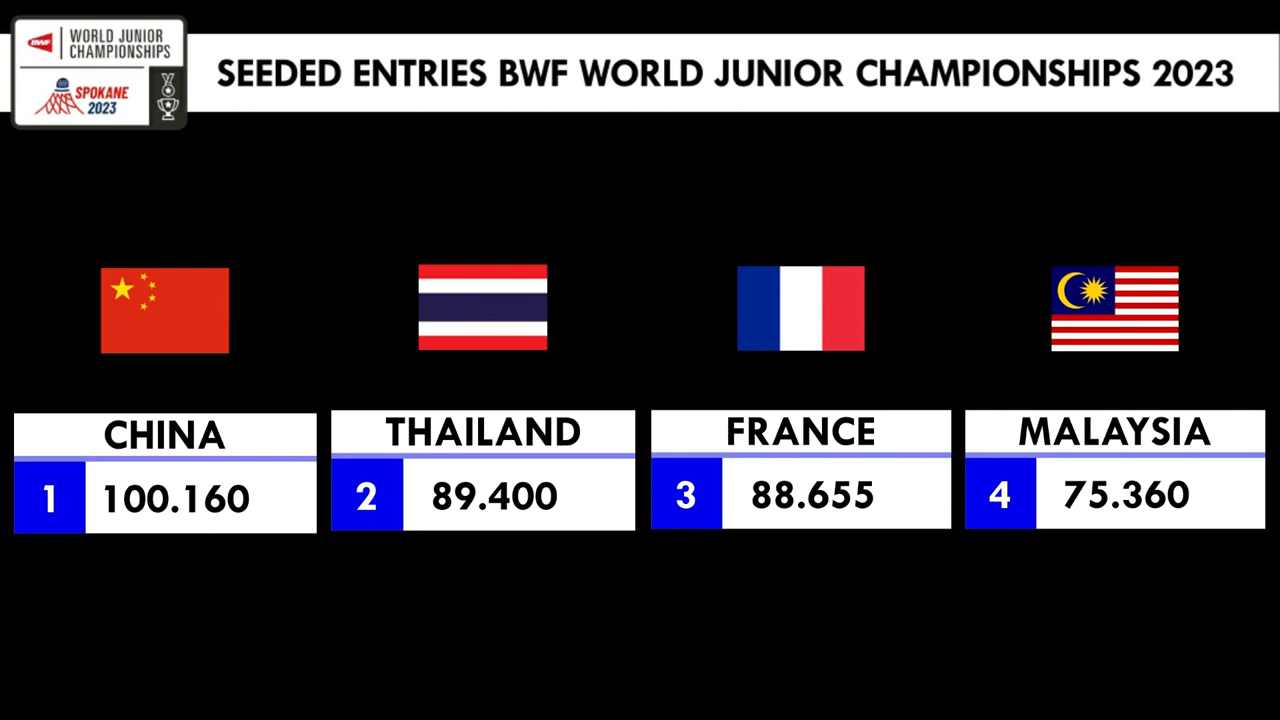 BWF
WORLD JUNIOR
CHAMPIONSHIPS
SPOKANE
2023
SEEDED ENTRIES BWF WORLD JUNIOR CHAMPIONSHIPS 2023
CHINA
1 100.160
THAILAND
2 89.400
FRANCE
3 88.655
MALAYSIA
4 75.360